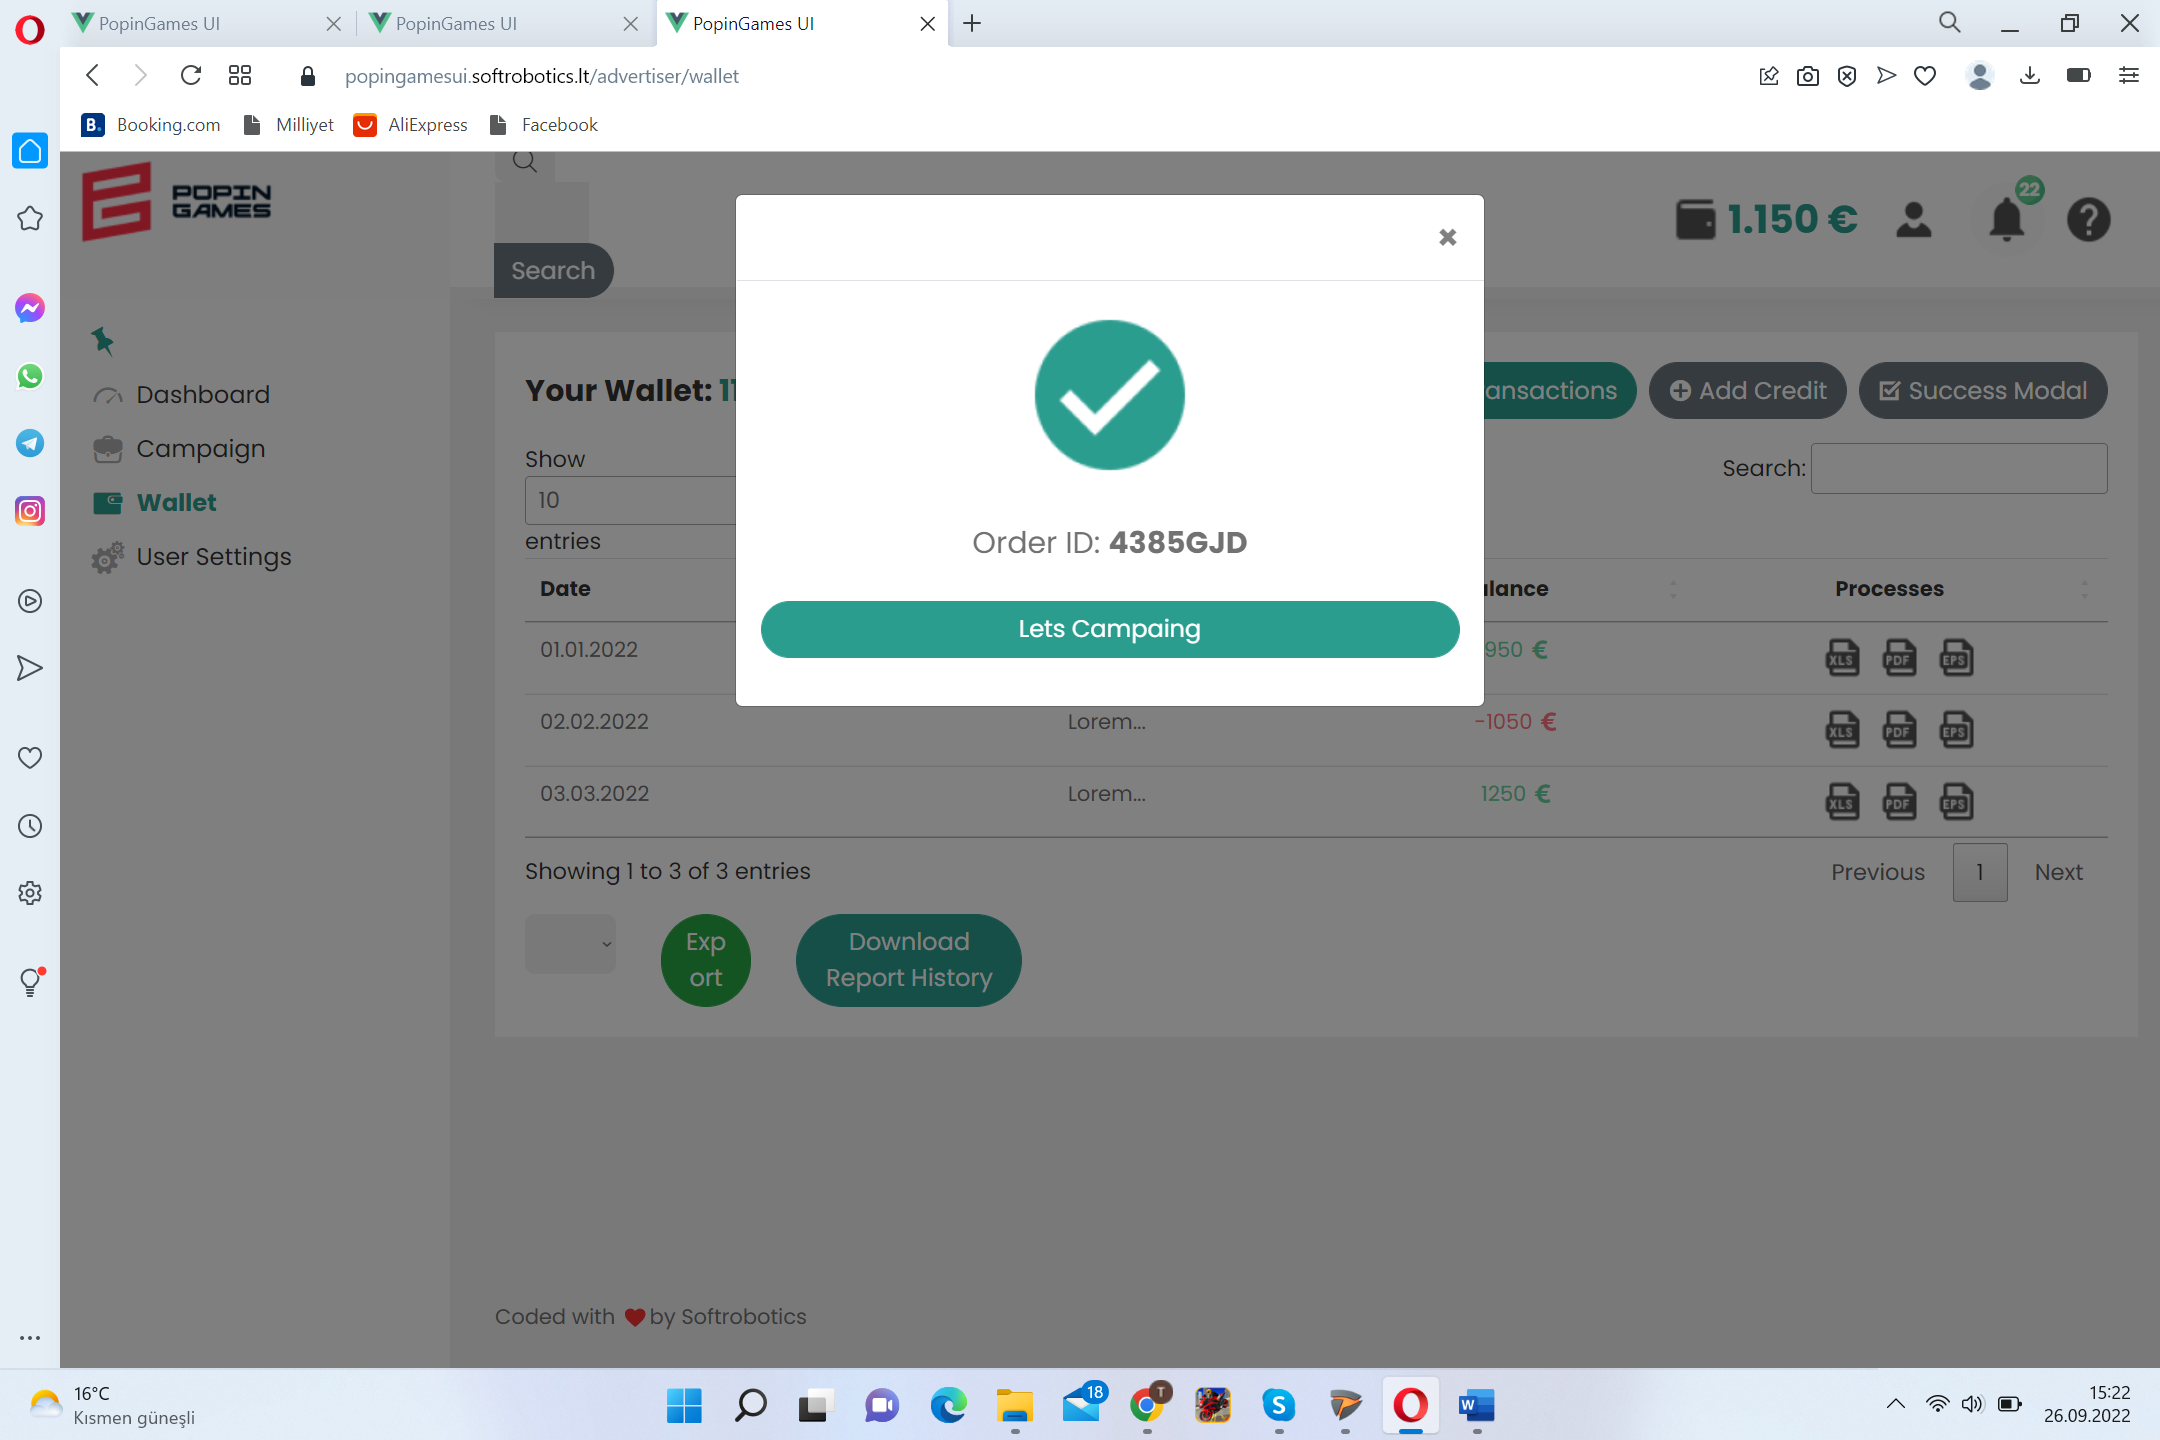 PopinGames UI
PopinGames UI
PopinGames UI
popingamesui.softrobotics.lt/advertiser/wallet
B. Booking.com
Milliyet
AliExpress
Facebook
POPIN
GAMES
Search
1.150 €
22
Dashboard
Campaign
Wallet
User Settings
Order ID: 4385GJD
Lets Campaing
Your Wallet:
ansactions
Add Credit
Success Modal
Show
10
entries
Search:
Date
lance
Processes
01.01.2022
950 €
XLS PDF EPS
02.02.2022
Lorem...
-1050 €
XLS PDF EPS
03.03.2022
Lorem...
1250 €
XLS PDF EPS
Showing 1 to 3 of 3 entries
Previous
1
Next
Exp
ort
Download
Report History
Coded with by Softrobotics
16°C
Kısmen güneşli
18
T
S
W
15:22
26.09.2022